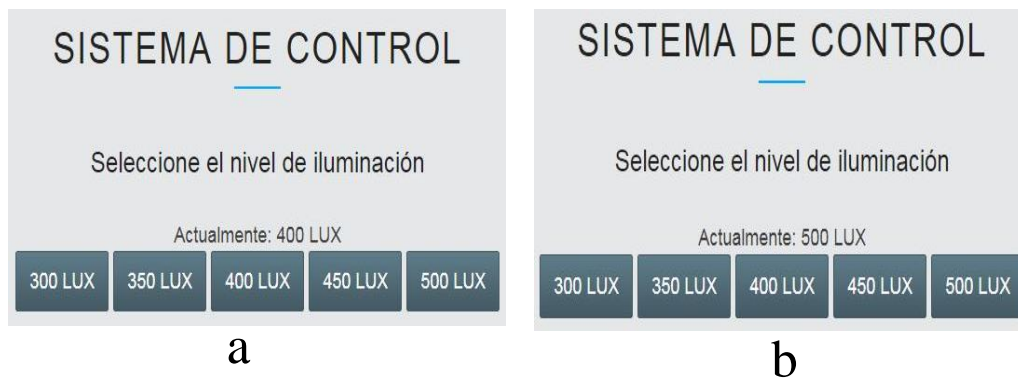 SISTEMA DE CONTROL
Seleccione el nivel de iluminación
Actualmente: 400 LUX
300 LUX 350 LUX 400 LUX 450 LUX 500 LUX
a
SISTEMA DE CONTROL
Seleccione el nivel de iluminación
Actualmente: 500 LUX
300 LUX 350 LUX 400 LUX 450 LUX 500 LUX
b